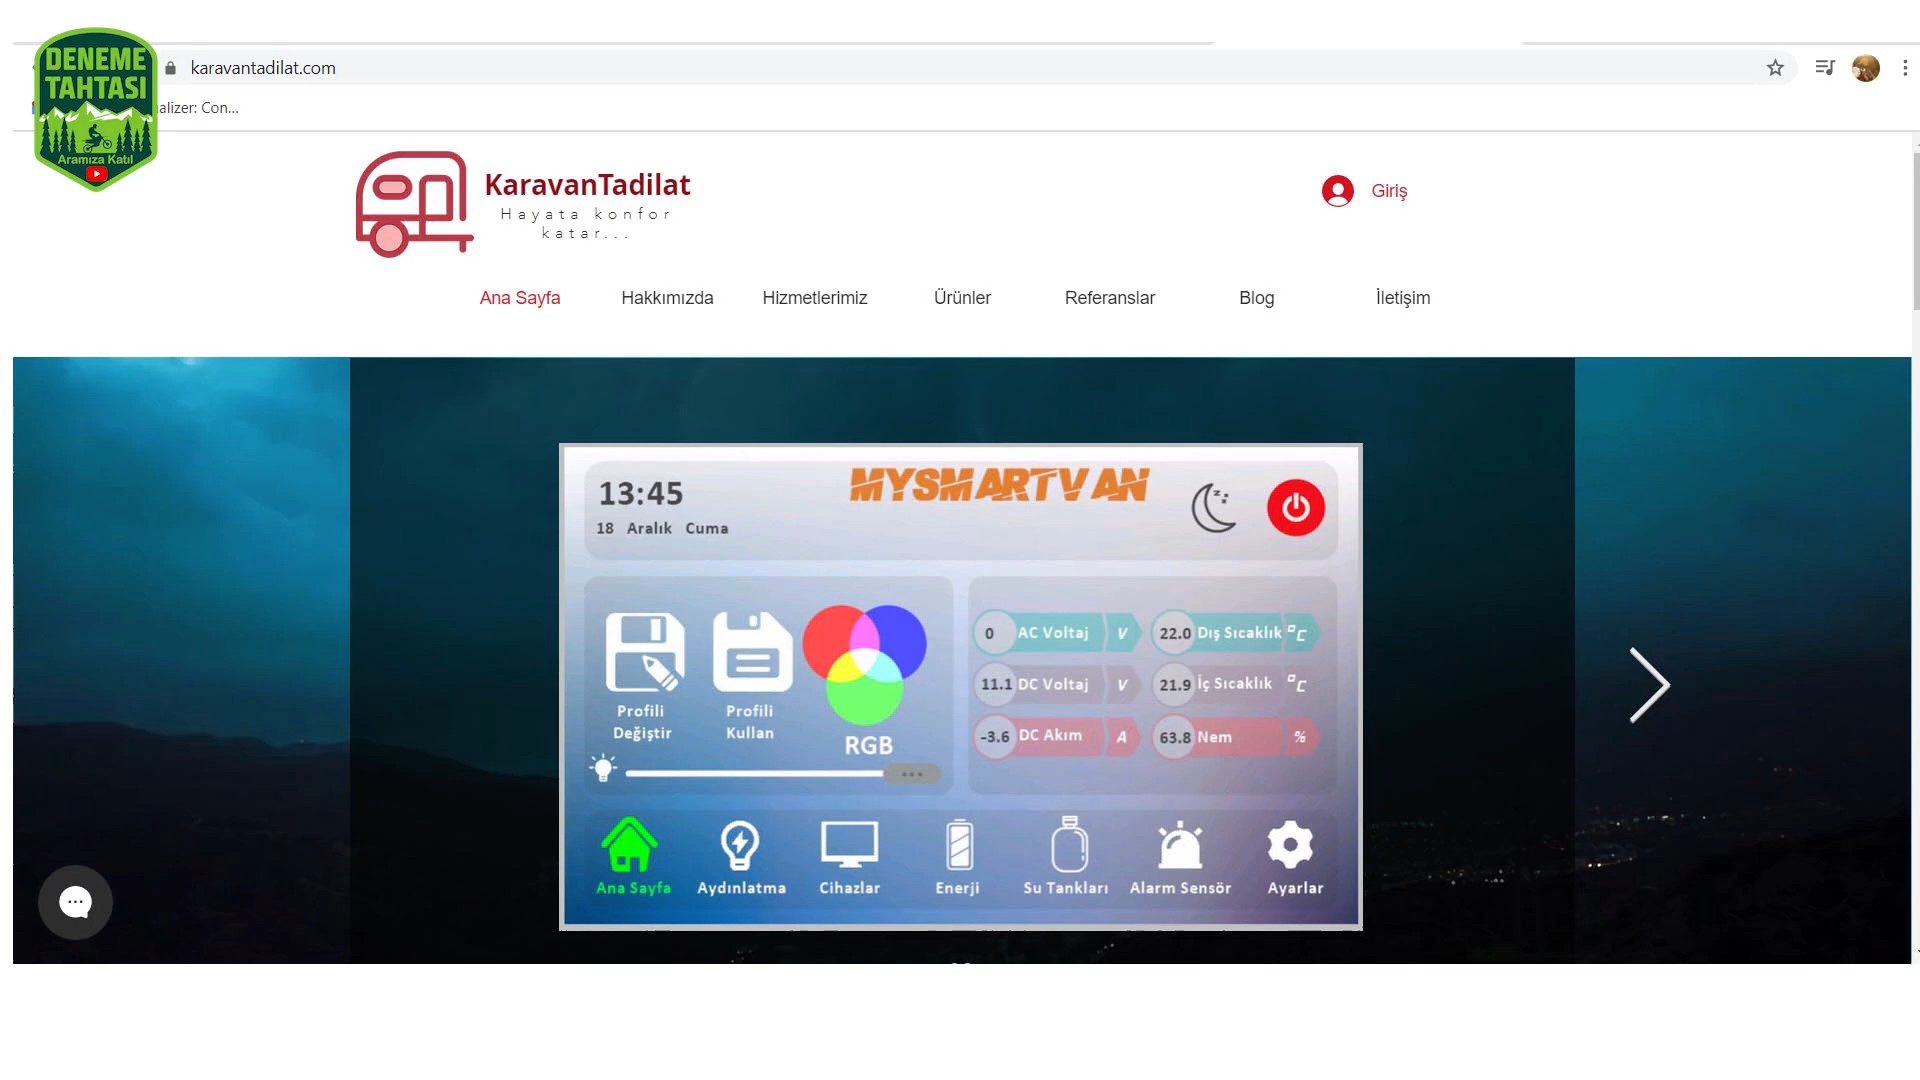 DENEME
TAHTASI
Aramıza Katıl
karavantadilat.com
alizer: Con...
KaravanTadilat
Hayata konfor
katar...
Giriş
Ana Sayfa
Hakkımızda
Hizmetlerimiz
Ürünler
Referanslar
Blog
İletişim
13:45
18 Aralık Cuma
MYSMARTVAN
Profili
Değiştir
Profili
Kullan
RGB
0 AC Voltaj V
22.0 Dış Sıcaklık °C
11.1 DC Voltaj V
21.9 İç Sıcaklık °C
-3.6 DC Akım A
63.8 Nem %
Ana Sayfa
Aydınlatma
Cihazlar
Enerji
Su Tankları
Alarm Sensör
Ayarlar